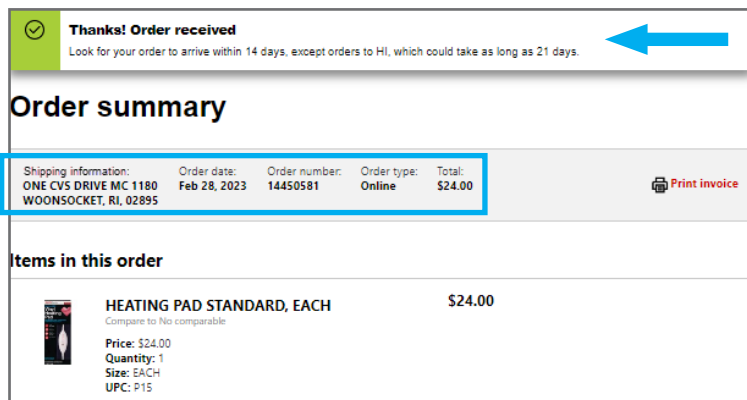 Thanks! Order received
Look for your order to arrive within 14 days, except orders to HI, which could take as long as 21 days.
Order summary
Shipping information: Order date: Order number: Order type: Total:
ONE CVS DRIVE MC 1180 Feb 28, 2023 14450581 Online $24.00
WOONSOCKET, RI, 02895
Print invoice
Items in this order
HEATING PAD STANDARD, EACH $24.00
Compare to No comparable
Price: $24.00
Quantity: 1
Size: EACH
UPC: P15
Heating
Pad